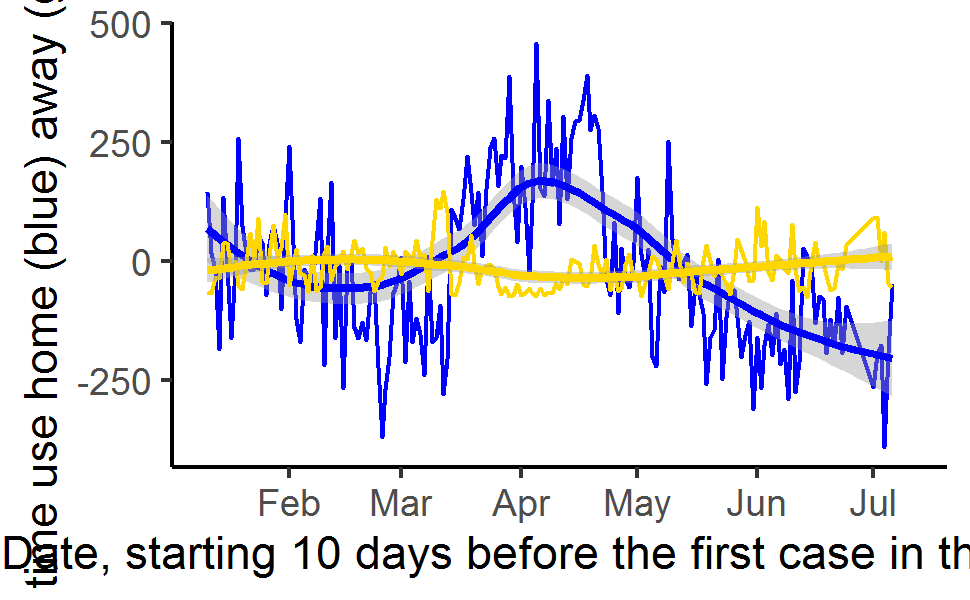 time use home (blue) away (
500
250
0
-250
Feb Mar Apr May Jun Jul
Date, starting 10 days before the first case in th